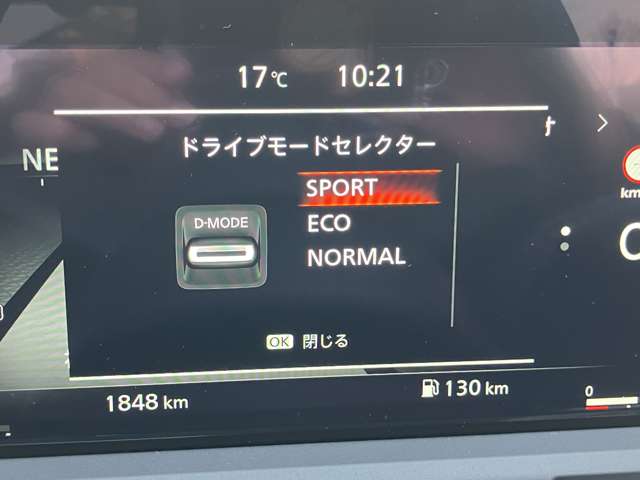 17℃ 10:21
ドライブモードセレクター
NE
SPORT
D-MODE
ECO
NORMAL
km
OK 閉じる
1848 km
130 km
0